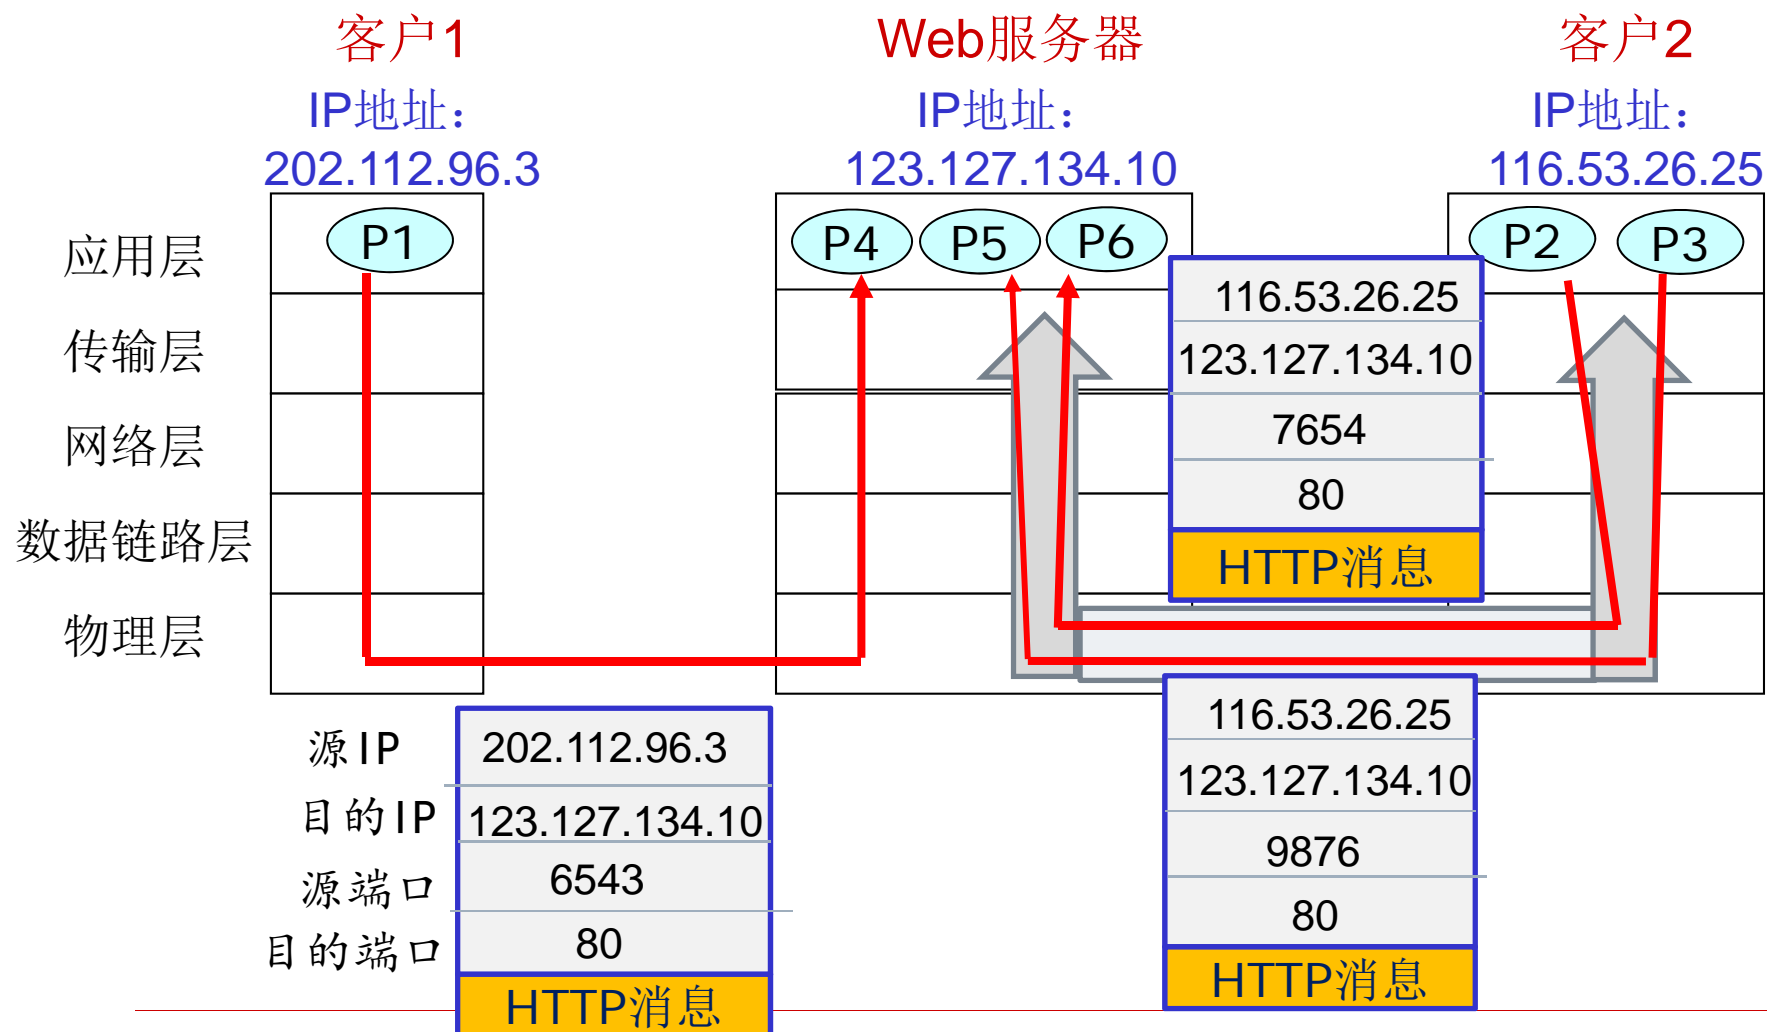 客户1
Web服务器
客户2
IP地址：
202.112.96.3
IP地址：
123.127.134.10
IP地址：
116.53.26.25
应用层
传输层
网络层
数据链路层
物理层
P1
P4
P5
P6
P2
P3
116.53.26.25
123.127.134.10
7654
80
HTTP消息
源IP
目的IP
源端口
目的端口
202.112.96.3
123.127.134.10
6543
80
HTTP消息
116.53.26.25
123.127.134.10
9876
80
HTTP消息